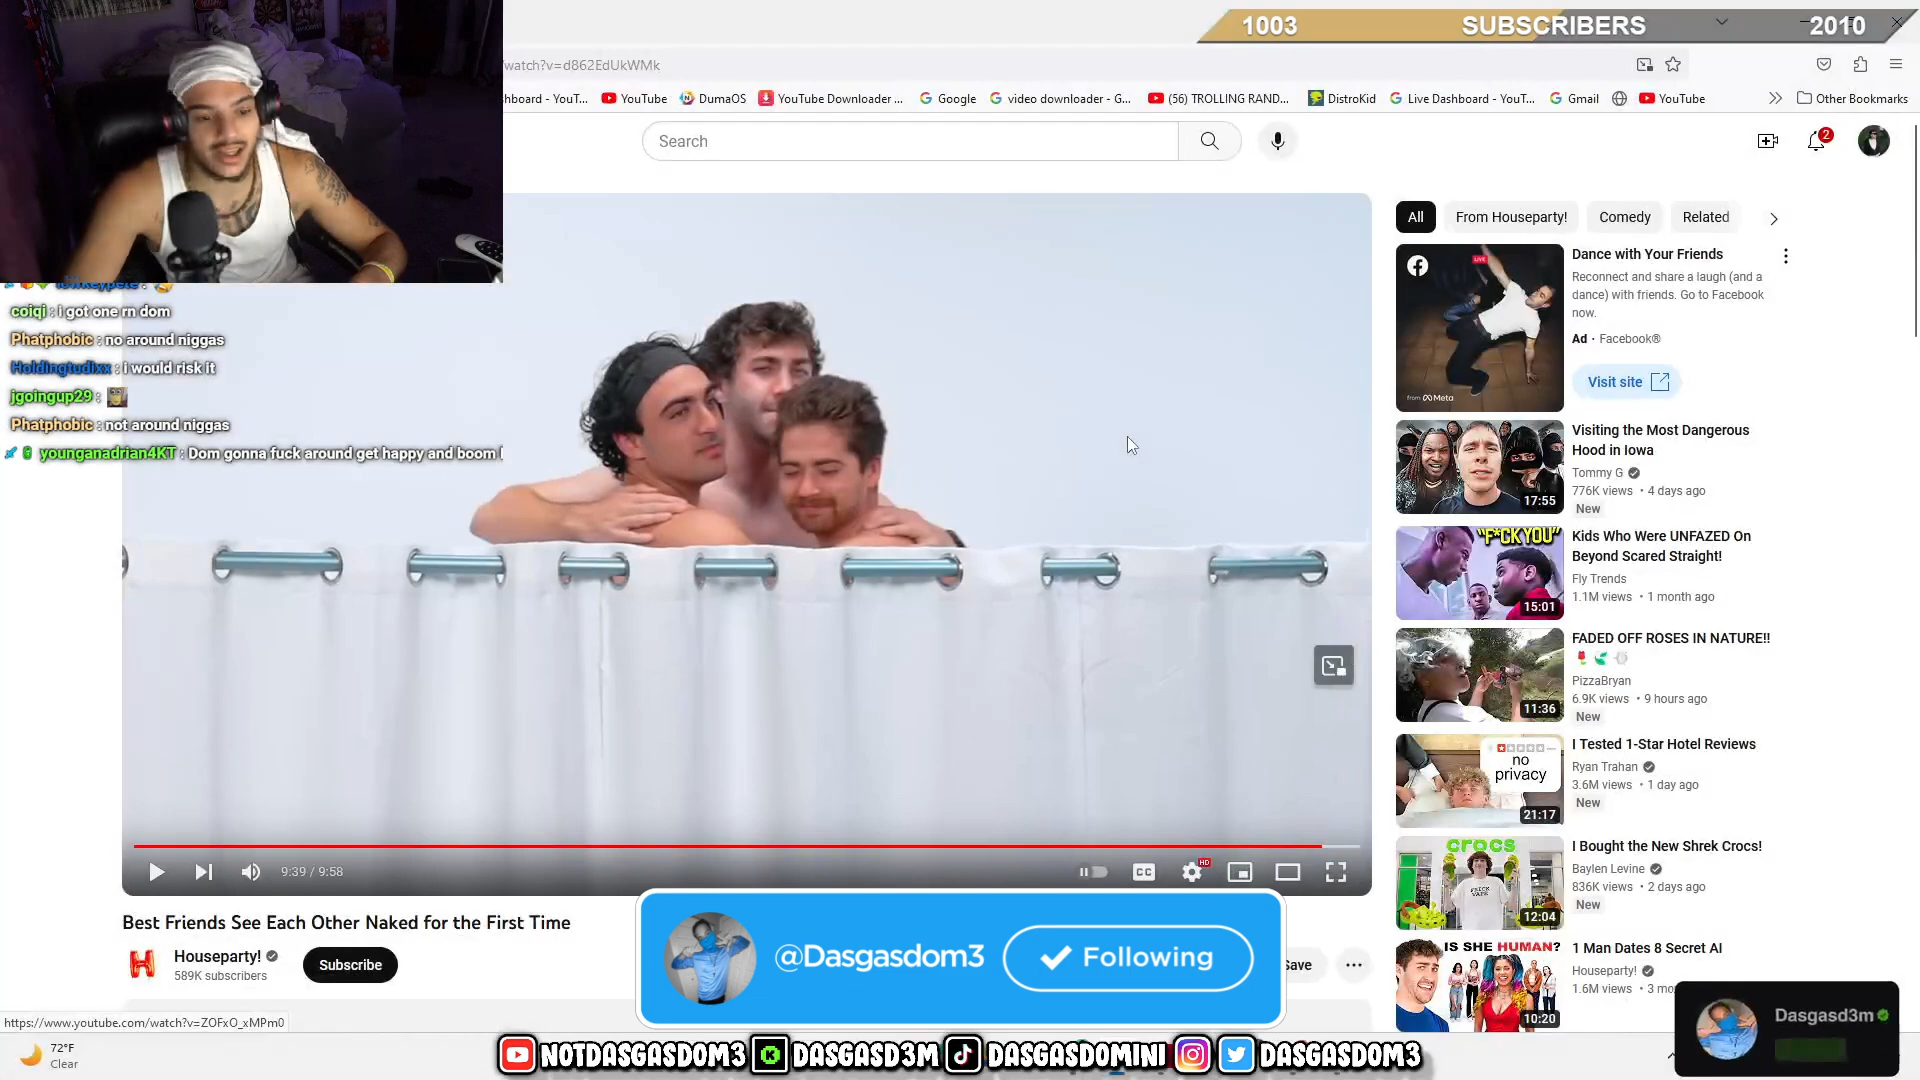 1003 SUBSCRIBERS 2010
/watch?v=d862EdUkWMk
hboard - YouT... YouTube DumaOS YouTube Downloader ... Google video downloader - G... (56) TROLLING RAND... DistroKid Live Dashboard - YouT... Gmail YouTube Other Bookmarks
Search
2
lowkeypete :
coiqi : i got one rn dom
Phatphobic : no around niggas
Holdingtudixx : i would risk it
jgoingup29 :
Phatphobic : not around niggas
younganadrian4KT : Dom gonna fuck around get happy and boom
All From Houseparty! Comedy Related
LIVE
from Meta
Dance with Your Friends
Reconnect and share a laugh (and a
dance) with friends. Go to Facebook
now.
Ad · Facebook®
Visit site
17:55
Visiting the Most Dangerous
Hood in Iowa
Tommy G
776K views • 4 days ago
New
"F*CK YOU"
15:01
Kids Who Were UNFAZED On
Beyond Scared Straight!
Fly Trends
1.1M views • 1 month ago
11:36
FADED OFF ROSES IN NATURE!!
PizzaBryan
6.9K views • 9 hours ago
New
no
privacy
21:17
I Tested 1-Star Hotel Reviews
Ryan Trahan
3.6M views • 1 day ago
New
crocs
12:04
I Bought the New Shrek Crocs!
Baylen Levine
836K views • 2 days ago
New
IS SHE HUMAN?
10:20
1 Man Dates 8 Secret AI
Houseparty!
1.6M views • 3 mo
9:39 / 9:58
CC HD
Best Friends See Each Other Naked for the First Time
Houseparty!
589K subscribers
Subscribe
Save
@Dasgasdom3 Following
Dasgasd3m
https://www.youtube.com/watch?v=ZOFxO_xMPm0
72°F
Clear
NOTDASGASDOM3 DASGASD3M DASGASDOMINI DASGASDOM3